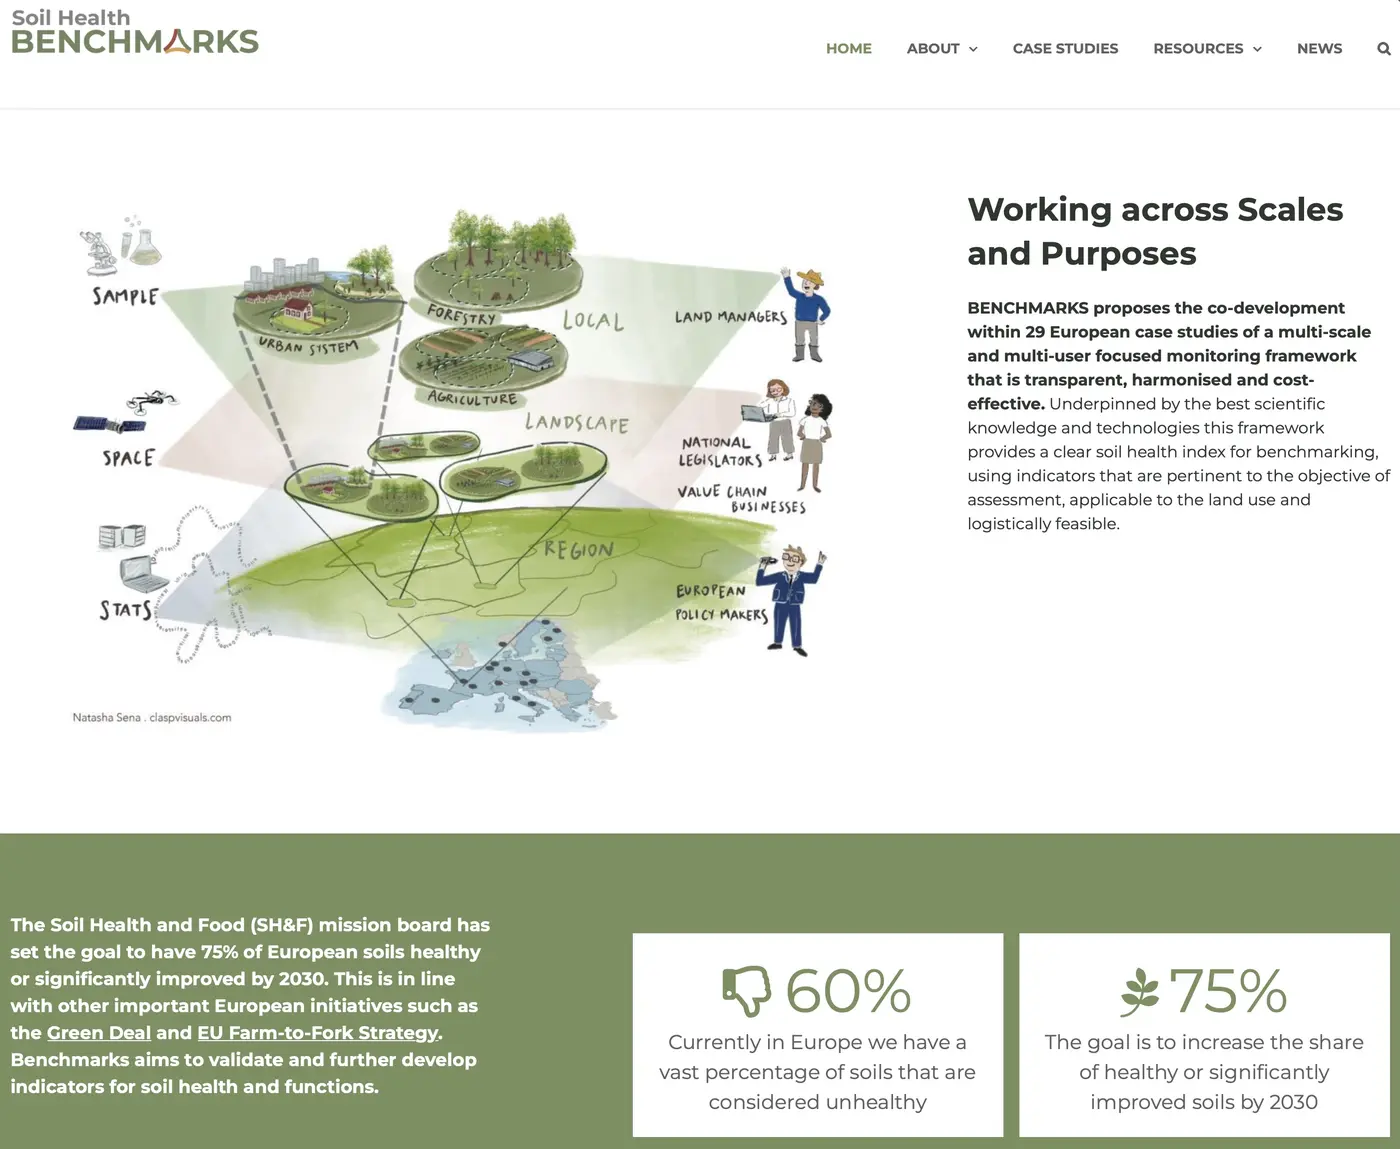 Soil Health
BENCHMARKS
HOME
ABOUT
CASE STUDIES
RESOURCES
NEWS
SAMPLE
SPACE
STATS
URBAN SYSTEM
FORESTRY
AGRICULTURE
LOCAL
LANDSCAPE
REGION
LAND MANAGERS
NATIONAL
LEGISLATORS
VALUE CHAIN
BUSINESSES
EUROPEAN
POLICY MAKERS
Natasha Sena . claspvisuals.com
Working across Scales
and Purposes
BENCHMARKS proposes the co-development
within 29 European case studies of a multi-scale
and multi-user focused monitoring framework
that is transparent, harmonised and cost-
effective. Underpinned by the best scientific
knowledge and technologies this framework
provides a clear soil health index for benchmarking,
using indicators that are pertinent to the objective of
assessment, applicable to the land use and
logistically feasible.
The Soil Health and Food (SH&F) mission board has
set the goal to have 75% of European soils healthy
or significantly improved by 2030. This is in line
with other important European initiatives such as
the Green Deal and EU Farm-to-Fork Strategy.
Benchmarks aims to validate and further develop
indicators for soil health and functions.
60%
Currently in Europe we have a
vast percentage of soils that are
considered unhealthy
75%
The goal is to increase the share
of healthy or significantly
improved soils by 2030